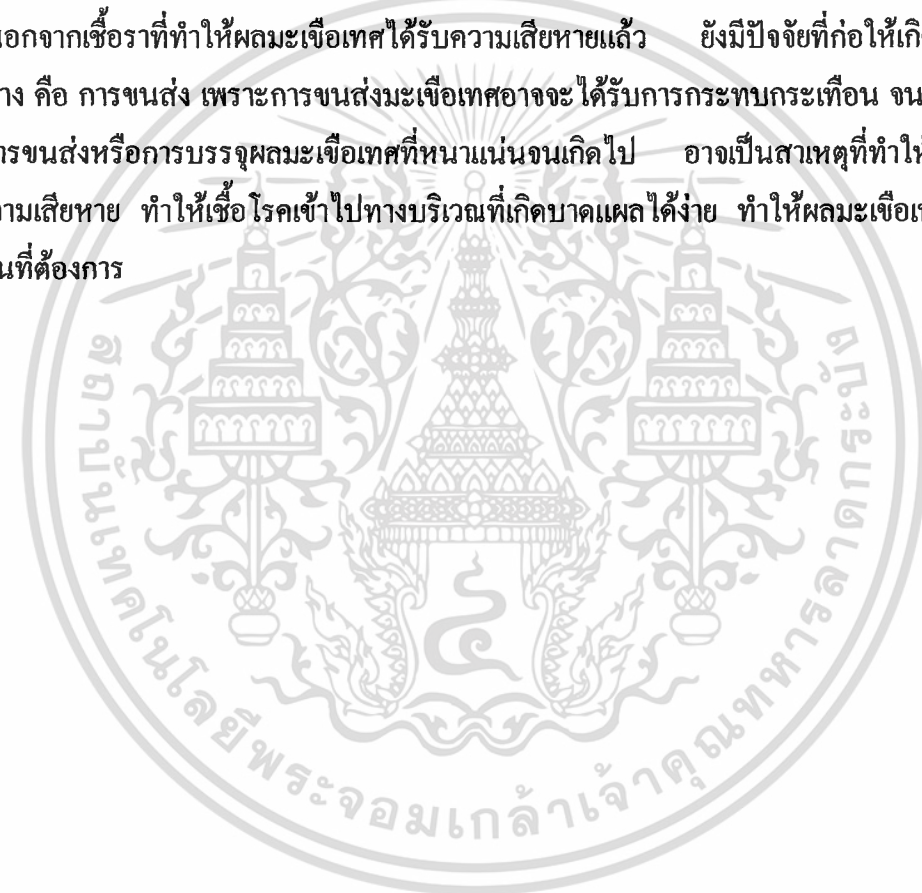 นอกจากเชื้อราที่ทำให้ผลมะเขือเทศได้รับความเสียหายแล้ว ยังมีปัจจัยที่ก่อให้เกิ
าง คือ การขนส่ง เพราะการขนส่งมะเขือเทศอาจจะได้รับการกระทบกระเทือน จน
ารขนส่งหรือการบรรจุผลมะเขือเทศที่หนาแน่นจนเกิดไป อาจเป็นสาเหตุที่ทำให้
ามเสียหาย ทำให้เชื้อโรคเข้าไปทางบริเวณที่เกิดบาดแผลได้ง่าย ทำให้ผลมะเขือเท
นที่ต้องการ
สถาบันเทคโนโลยีพระจอมเกล้าเจ้าคุณทหารลาดกระบัง